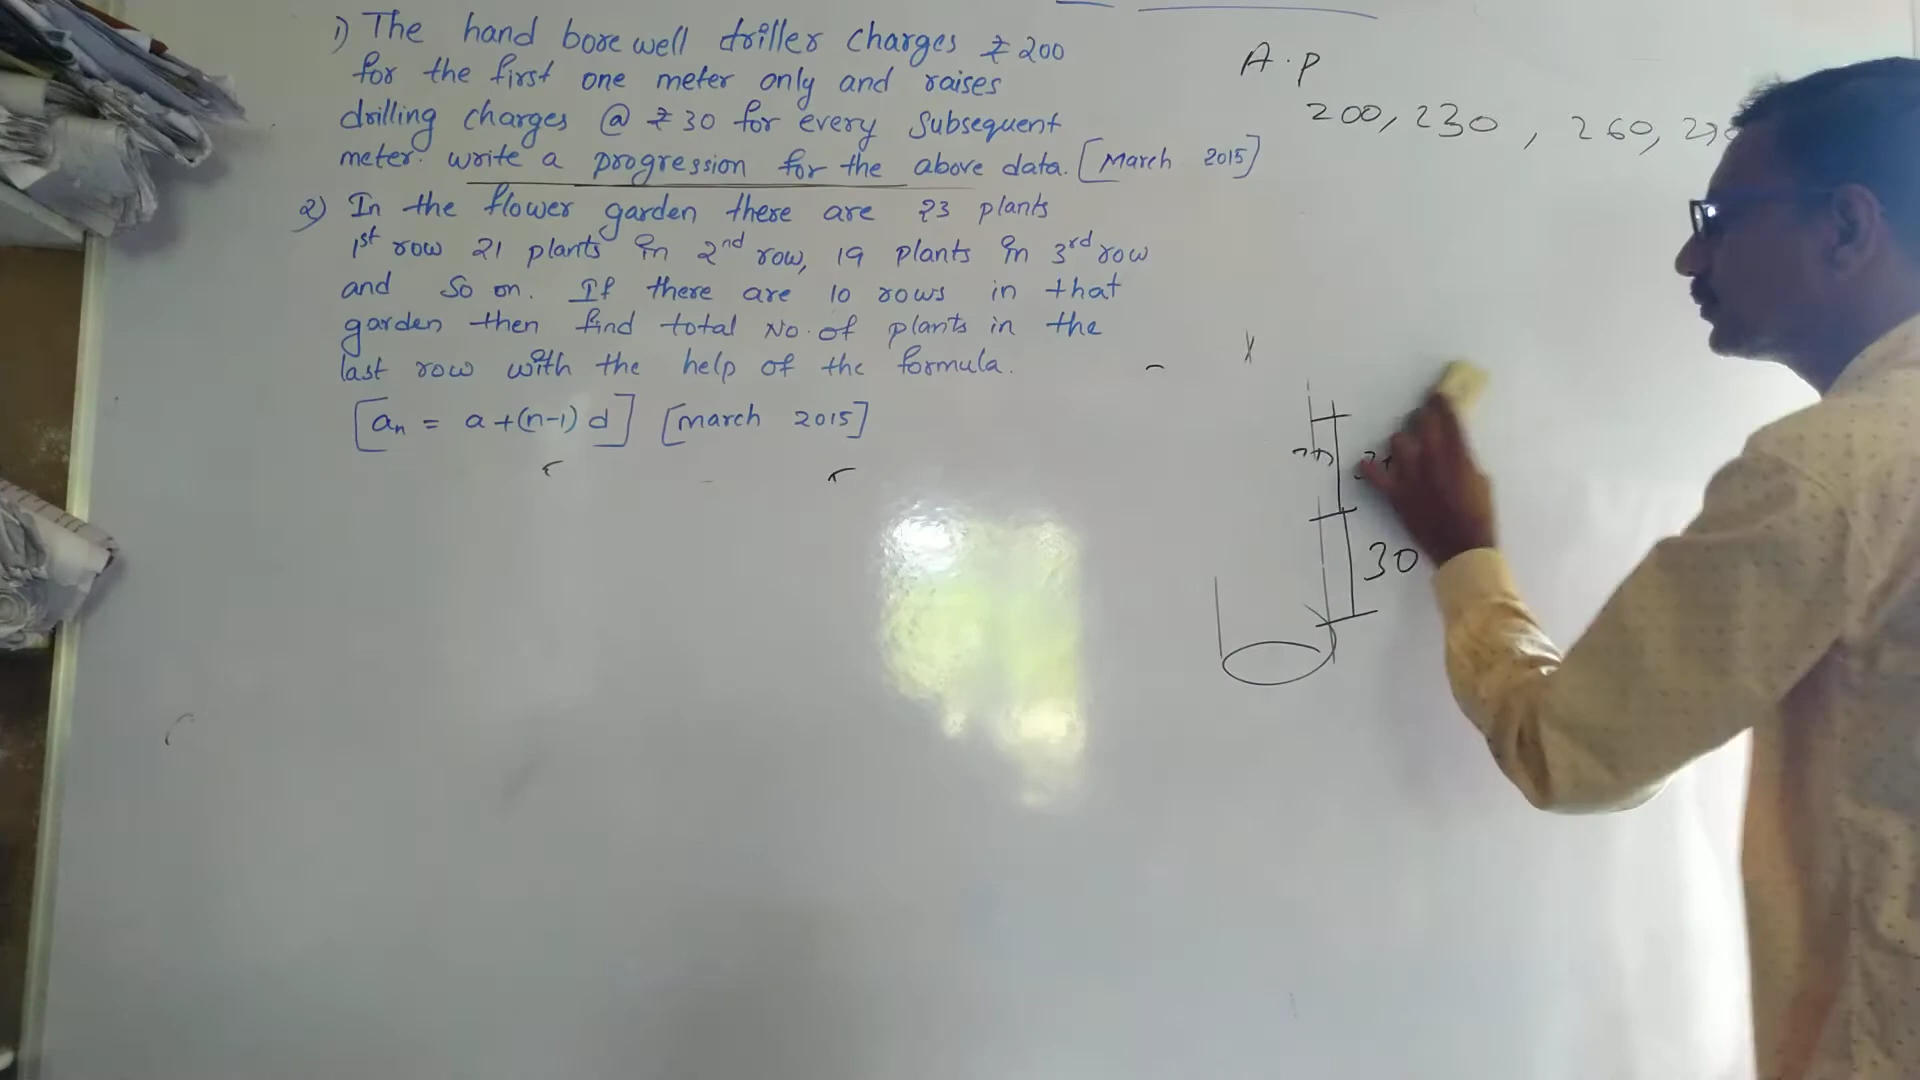 1) The hand bore well driller charges ₹ 200
for the first one meter only and raises
drilling charges @ ₹ 30 for every subsequent
meter. write a progression for the above data. [March 2015]
2) In the flower garden there are 23 plants
1st row 21 plants in 2nd row, 19 plants in 3rd row
and so on. If there are 10 rows in that
garden then find total No. of plants in the
last row with the help of the formula.
[an = a + (n-1) d] [march 2015]
A.P
200, 230, 260,
30